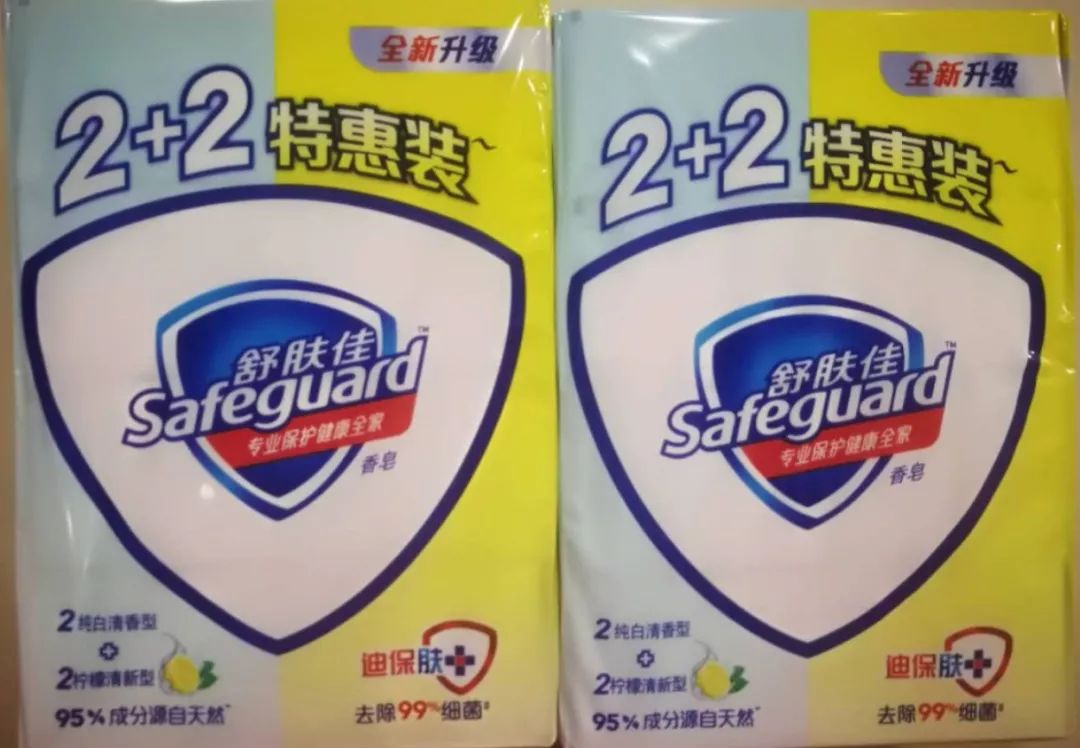 全新升级
2+2特惠装
舒肤佳
Safeguard™
专业保护健康全家
香皂
2纯白清香型
+
2柠檬清新型
95%成分源自天然*
迪保肤+
去除99%细菌#
全新升级
2+2特惠装
舒肤佳
Safeguard™
专业保护健康全家
香皂
2纯白清香型
+
2柠檬清新型
95%成分源自天然*
迪保肤+
去除99%细菌#